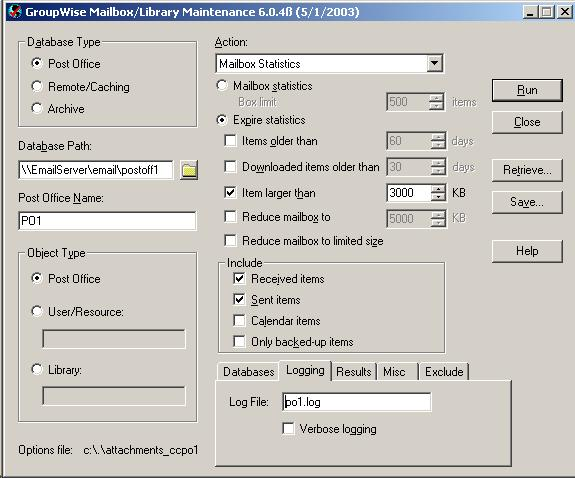 GroupWise Mailbox/Library Maintenance 6.0.4ß (5/1/2003)
Database Type
Post Office
Remote/Caching
Archive
Database Path:
\\EmailServer\email\postoff1
Post Office Name:
PO1
Object Type
Post Office
User/Resource:
Library:
Options file: c:\.\attachments_ccpo1
Action:
Mailbox Statistics
Mailbox statistics
Box limit 500 items
Expire statistics
Items older than 60 days
Downloaded items older than 30 days
Item larger than 3000 KB
Reduce mailbox to 5000 KB
Reduce mailbox to limited size
Include
Received items
Sent items
Calendar items
Only backed-up items
Databases Logging Results Misc Exclude
Log File: po1.log
Verbose logging
Run
Close
Retrieve...
Save...
Help